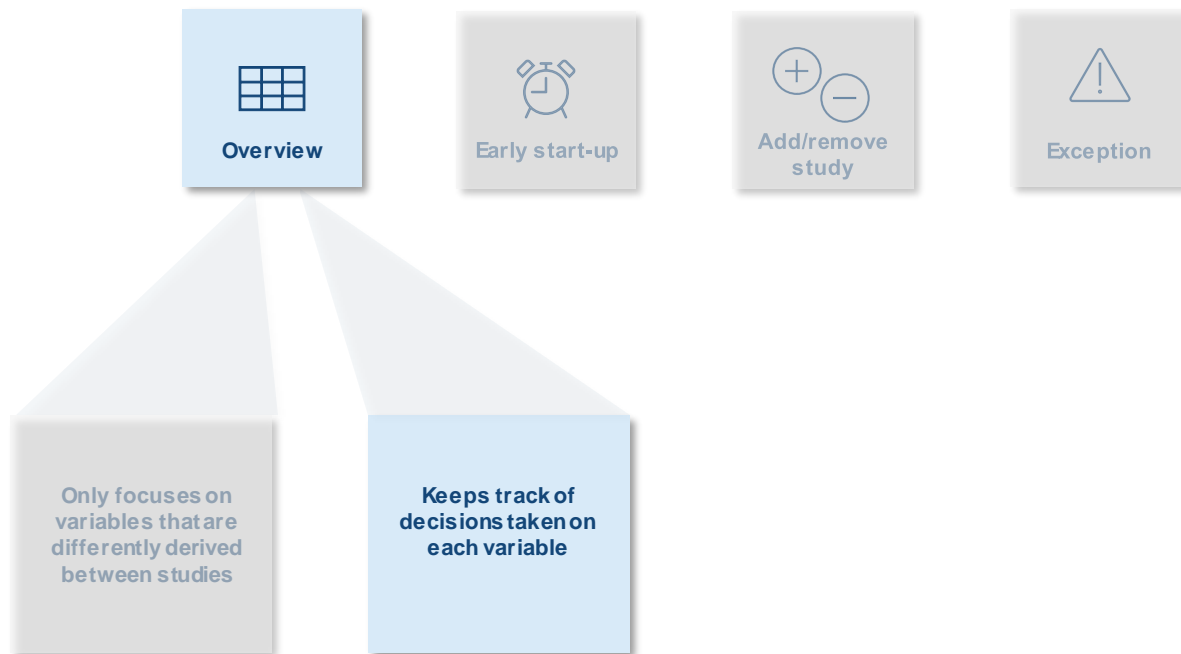 Overview
Early start-up
Add/remove
study
Exception
Only focuses on
variables that are
differently derived
between studies
Keeps track of
decisions taken on
each variable